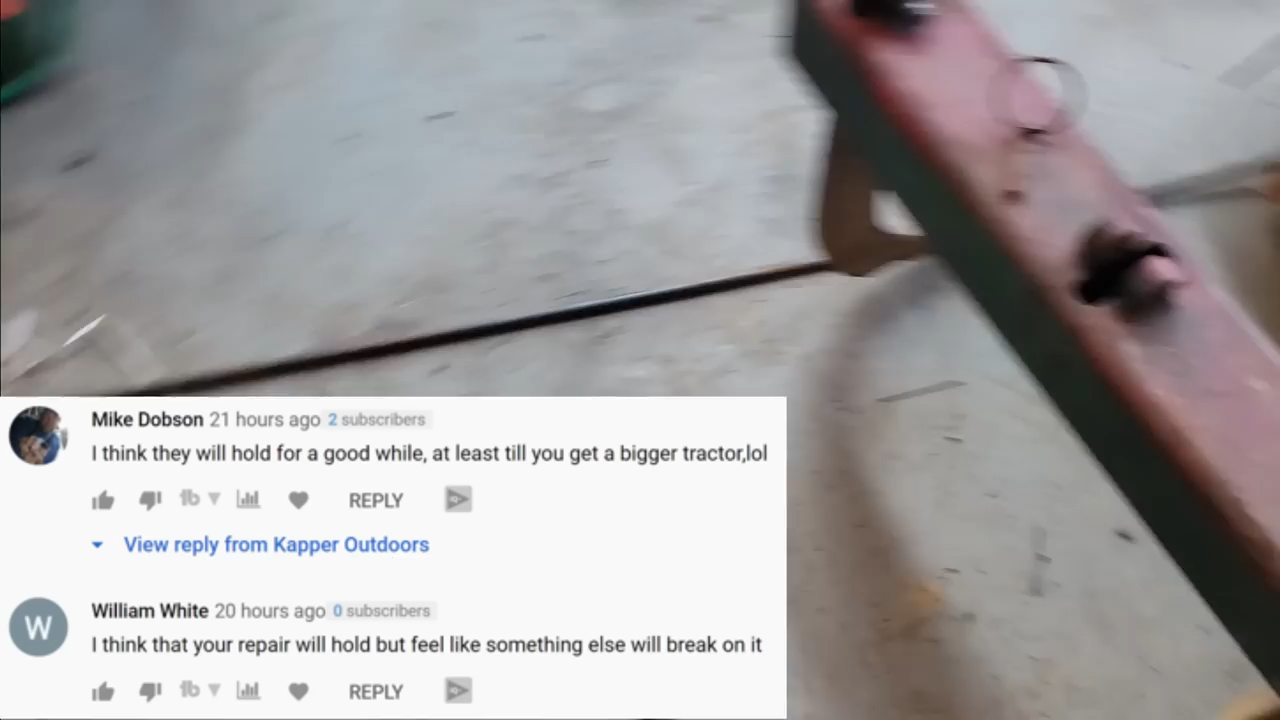 Mike Dobson 21 hours ago 2 subscribers
I think they will hold for a good while, at least till you get a bigger tractor,lol
tb
REPLY
View reply from Kapper Outdoors
W
William White 20 hours ago 0 subscribers
I think that your repair will hold but feel like something else will break on it
tb
REPLY